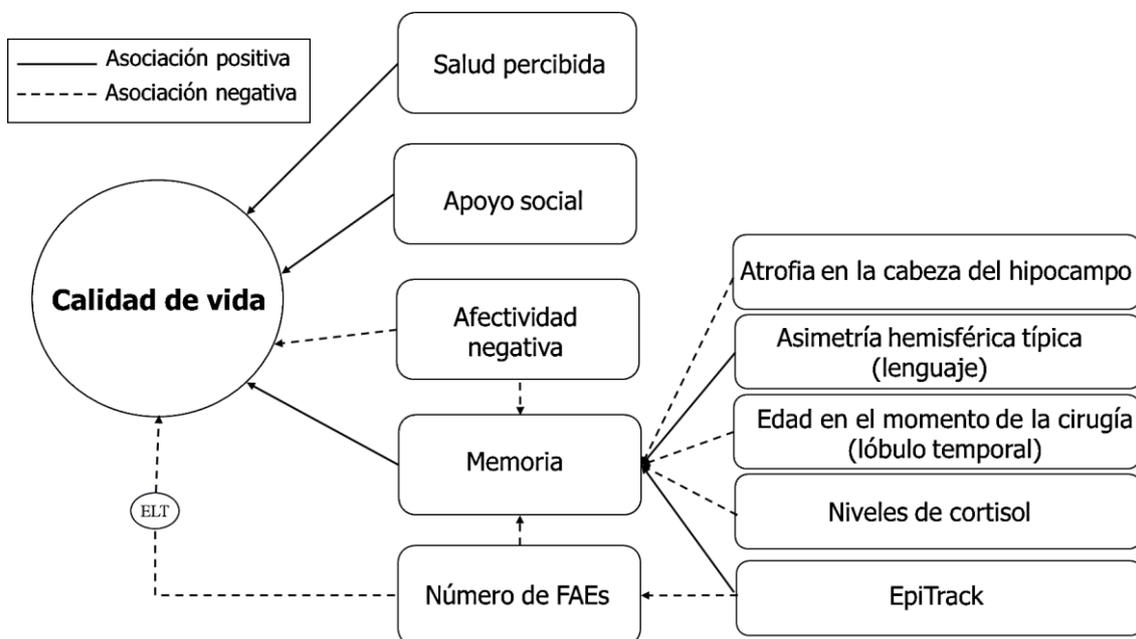 Asociación positiva
Asociación negativa
Salud percibida
Apoyo social
Calidad de vida
Afectividad
negativa
Memoria
ELT
Número de FAEs
Atrofia en la cabeza del hipocampo
Asimetría hemisférica típica
(lenguaje)
Edad en el momento de la cirugía
(lóbulo temporal)
Niveles de cortisol
EpiTrack